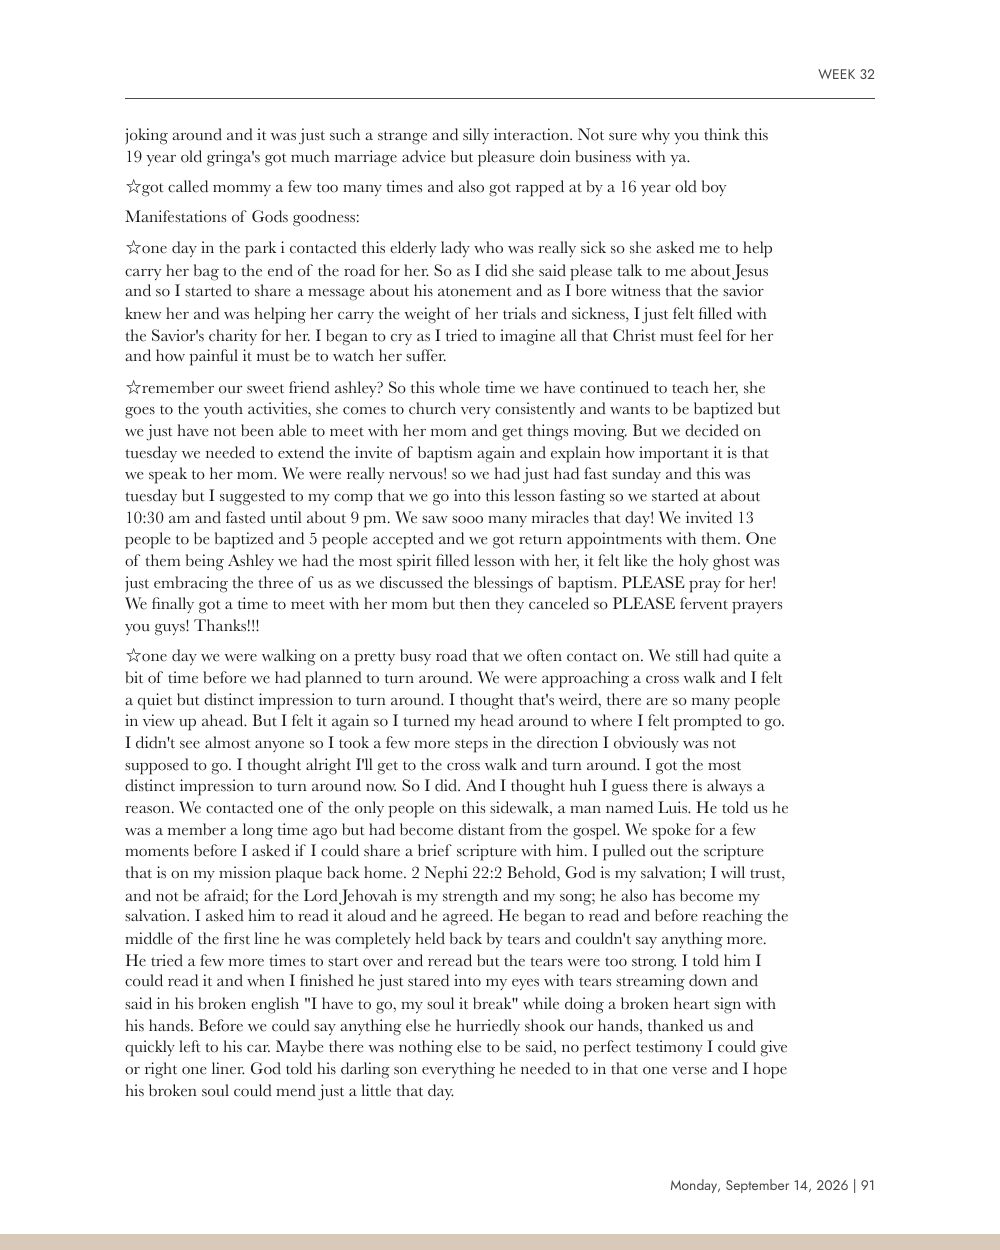 WEEK 32
joking around and it was just such a strange and silly interaction. Not sure why you think this
19 year old gringa's got much marriage advice but pleasure doin business with ya.
☆got called mommy a few too many times and also got rapped at by a 16 year old boy
Manifestations of Gods goodness:
☆one day in the park i contacted this elderly lady who was really sick so she asked me to help
carry her bag to the end of the road for her. So as I did she said please talk to me about Jesus
and so I started to share a message about his atonement and as I bore witness that the savior
knew her and was helping her carry the weight of her trials and sickness, I just felt filled with
the Savior's charity for her. I began to cry as I tried to imagine all that Christ must feel for her
and how painful it must be to watch her suffer.
☆remember our sweet friend ashley? So this whole time we have continued to teach her, she
goes to the youth activities, she comes to church very consistently and wants to be baptized but
we just have not been able to meet with her mom and get things moving. But we decided on
tuesday we needed to extend the invite of baptism again and explain how important it is that
we speak to her mom. We were really nervous! so we had just had fast sunday and this was
tuesday but I suggested to my comp that we go into this lesson fasting so we started at about
10:30 am and fasted until about 9 pm. We saw sooo many miracles that day! We invited 13
people to be baptized and 5 people accepted and we got return appointments with them. One
of them being Ashley we had the most spirit filled lesson with her, it felt like the holy ghost was
just embracing the three of us as we discussed the blessings of baptism. PLEASE pray for her!
We finally got a time to meet with her mom but then they canceled so PLEASE fervent prayers
you guys! Thanks!!!
☆one day we were walking on a pretty busy road that we often contact on. We still had quite a
bit of time before we had planned to turn around. We were approaching a cross walk and I felt
a quiet but distinct impression to turn around. I thought that's weird, there are so many people
in view up ahead. But I felt it again so I turned my head around to where I felt prompted to go.
I didn't see almost anyone so I took a few more steps in the direction I obviously was not
supposed to go. I thought alright I'll get to the cross walk and turn around. I got the most
distinct impression to turn around now. So I did. And I thought huh I guess there is always a
reason. We contacted one of the only people on this sidewalk, a man named Luis. He told us he
was a member a long time ago but had become distant from the gospel. We spoke for a few
moments before I asked if I could share a brief scripture with him. I pulled out the scripture
that is on my mission plaque back home. 2 Nephi 22:2 Behold, God is my salvation; I will trust,
and not be afraid; for the Lord Jehovah is my strength and my song; he also has become my
salvation. I asked him to read it aloud and he agreed. He began to read and before reaching the
middle of the first line he was completely held back by tears and couldn't say anything more.
He tried a few more times to start over and reread but the tears were too strong. I told him I
could read it and when I finished he just stared into my eyes with tears streaming down and
said in his broken english "I have to go, my soul it break" while doing a broken heart sign with
his hands. Before we could say anything else he hurriedly shook our hands, thanked us and
quickly left to his car. Maybe there was nothing else to be said, no perfect testimony I could give
or right one liner. God told his darling son everything he needed to in that one verse and I hope
his broken soul could mend just a little that day.
Monday, September 14, 2026 | 91